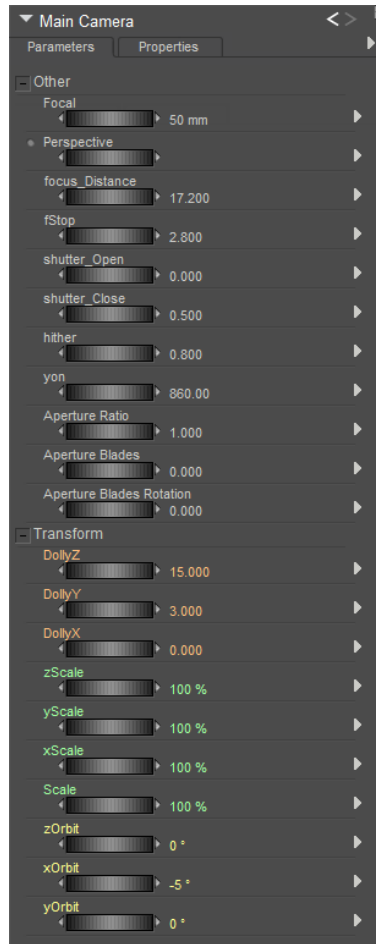 Main Camera
Parameters Properties
Other
Focal
50 mm
Perspective
focus_Distance
17.200
fStop
2.800
shutter_Open
0.000
shutter_Close
0.500
hither
0.800
yon
860.00
Aperture Ratio
1.000
Aperture Blades
0.000
Aperture Blades Rotation
0.000
Transform
DollyZ
15.000
DollyY
3.000
DollyX
0.000
zScale
100 %
yScale
100 %
xScale
100 %
Scale
100 %
zOrbit
0 °
xOrbit
-5 °
yOrbit
0 °